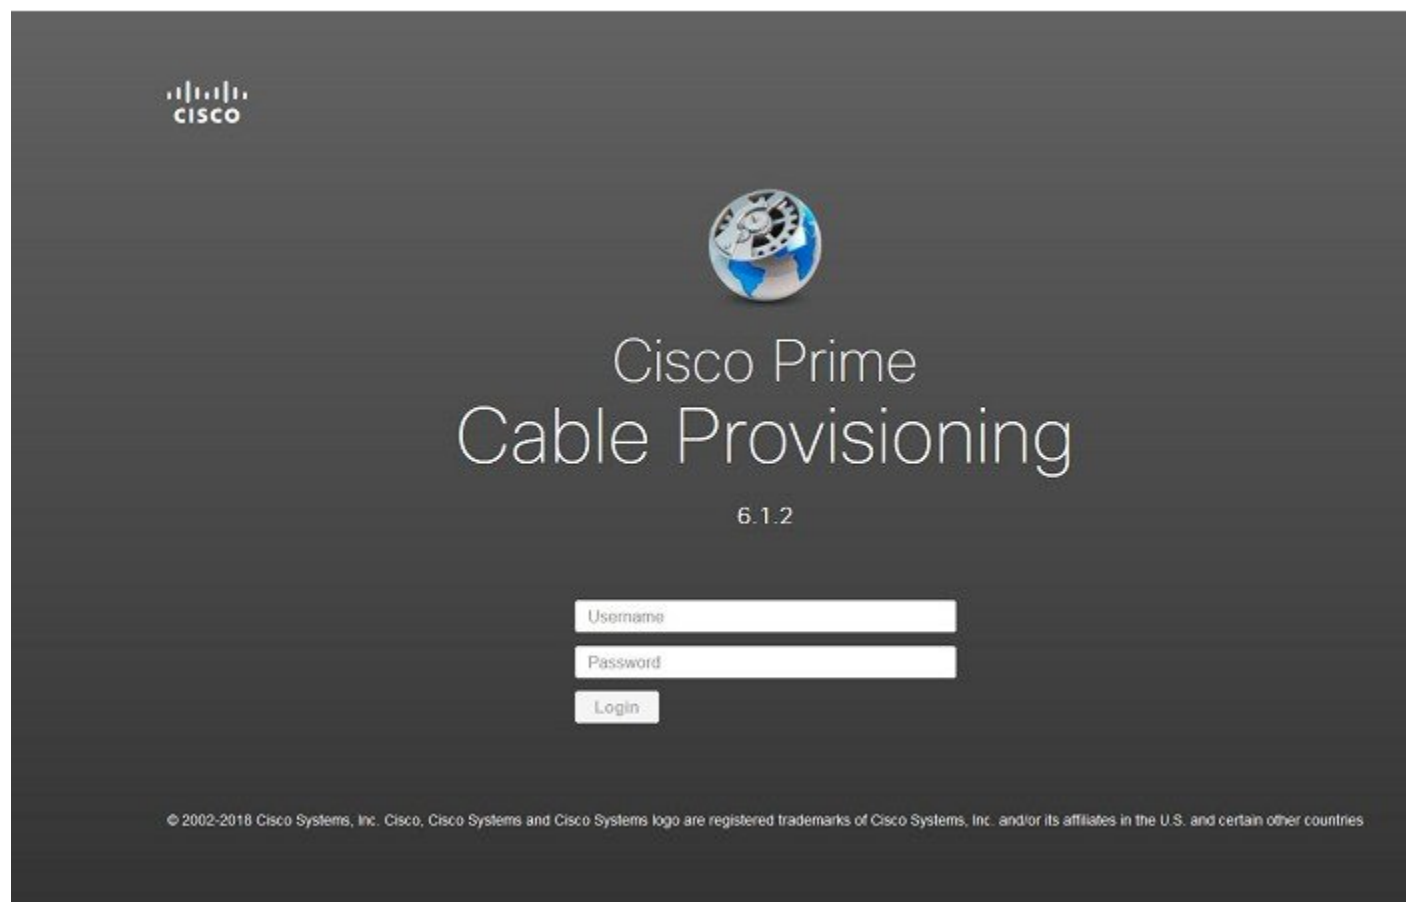 CISCO
Cisco Prime
Cable Provisioning
6.1.2
Username
Password
Login
© 2002-2018 Cisco Systems, Inc. Cisco, Cisco Systems and Cisco Systems logo are registered trademarks of Cisco Systems, Inc. and/or its affiliates in the U.S. and certain other countries